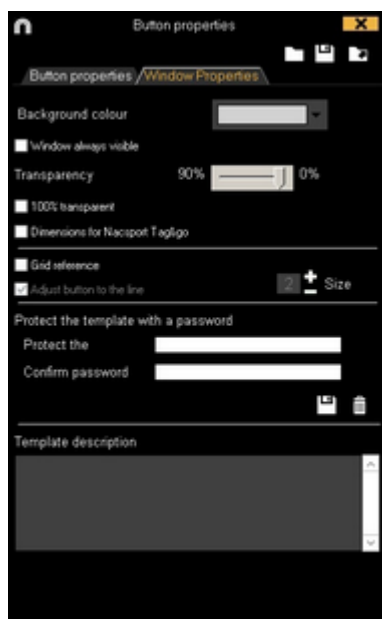 Button properties
X
Button properties Window Properties
Background colour
Window always visible
Transparency 90% 0%
100% transparent
Dimensions for Nacsport Tag&go
Grid reference
Adjust button to the line 2 Size
Protect the template with a password
Protect the
Confirm password
Template description